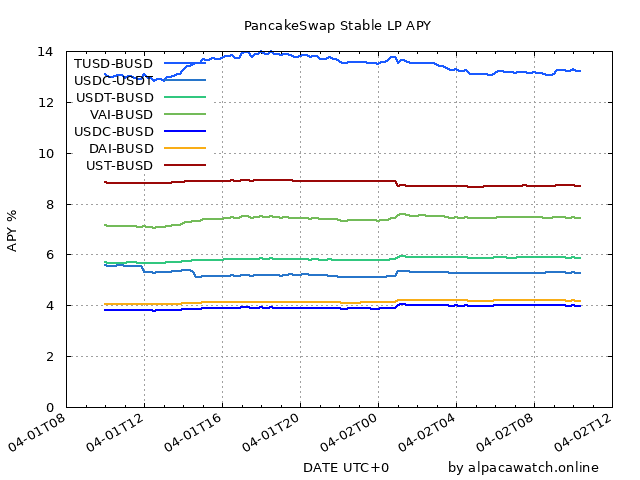 PancakeSwap Stable LP APY
14
12
10
8
6
4
2
0
APY %
TUSD-BUSD
USDC-USDT
USDT-BUSD
VAI-BUSD
USDC-BUSD
DAI-BUSD
UST-BUSD
04-01T08
04-01T12
04-01T16
04-01T20
04-02T00
04-02T04
04-02T08
04-02T12
DATE UTC+0
by alpacawatch.online